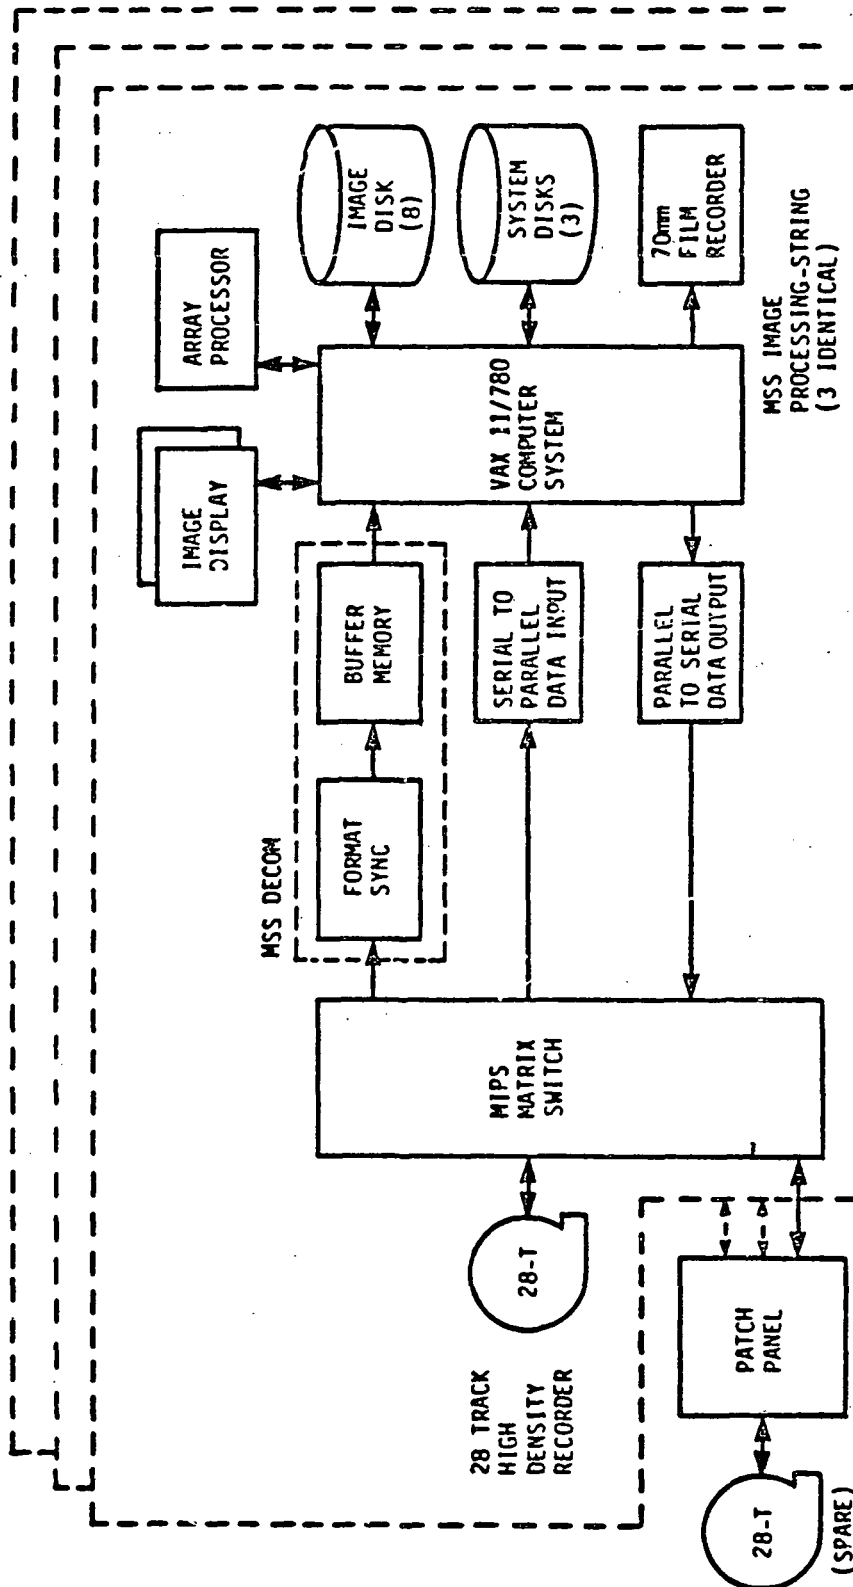 28 TRACK
HIGH
DENSITY
RECORDER
28-T
28-T
(SPARE)
PATCH
PANEL
MIPS
MATRIX
SWITCH
MSS DECOM
FORMAT
SYNC
BUFFER
MEMORY
SERIAL TO
PARALLEL
DATA INPUT
PARALLEL
TO SERIAL
DATA OUTPUT
IMAGE
DISPLAY
ARRAY
PROCESSOR
VAX 11/780
COMPUTER
SYSTEM
IMAGE
DISK
(8)
SYSTEM
DISKS
(3)
70mm
FILM
RECORDER
MSS IMAGE
PROCESSING-STRING
(3 IDENTICAL)